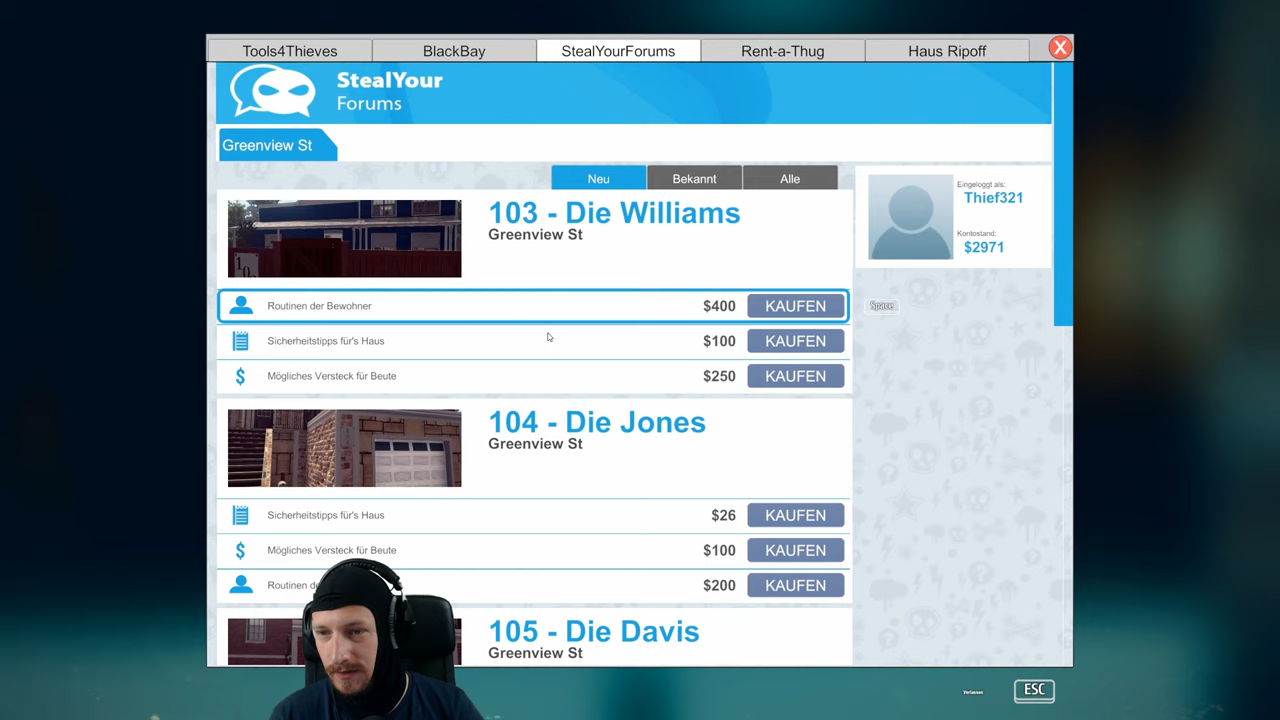 Tools4Thieves
BlackBay
StealYourForums
Rent-a-Thug
Haus Ripoff
X
StealYour
Forums
Greenview St
Neu
Bekannt
Alle
Eingeloggt als:
Thief321
Kontostand:
$2971
103 - Die Williams
Greenview St
Routinen der Bewohner
$400
KAUFEN
Space
Sicherheitstipps für's Haus
$100
KAUFEN
Mögliches Versteck für Beute
$250
KAUFEN
104 - Die Jones
Greenview St
Sicherheitstipps für's Haus
$26
KAUFEN
Mögliches Versteck für Beute
$100
KAUFEN
Routinen
$200
KAUFEN
105 - Die Davis
Greenview St
Verlassen
ESC